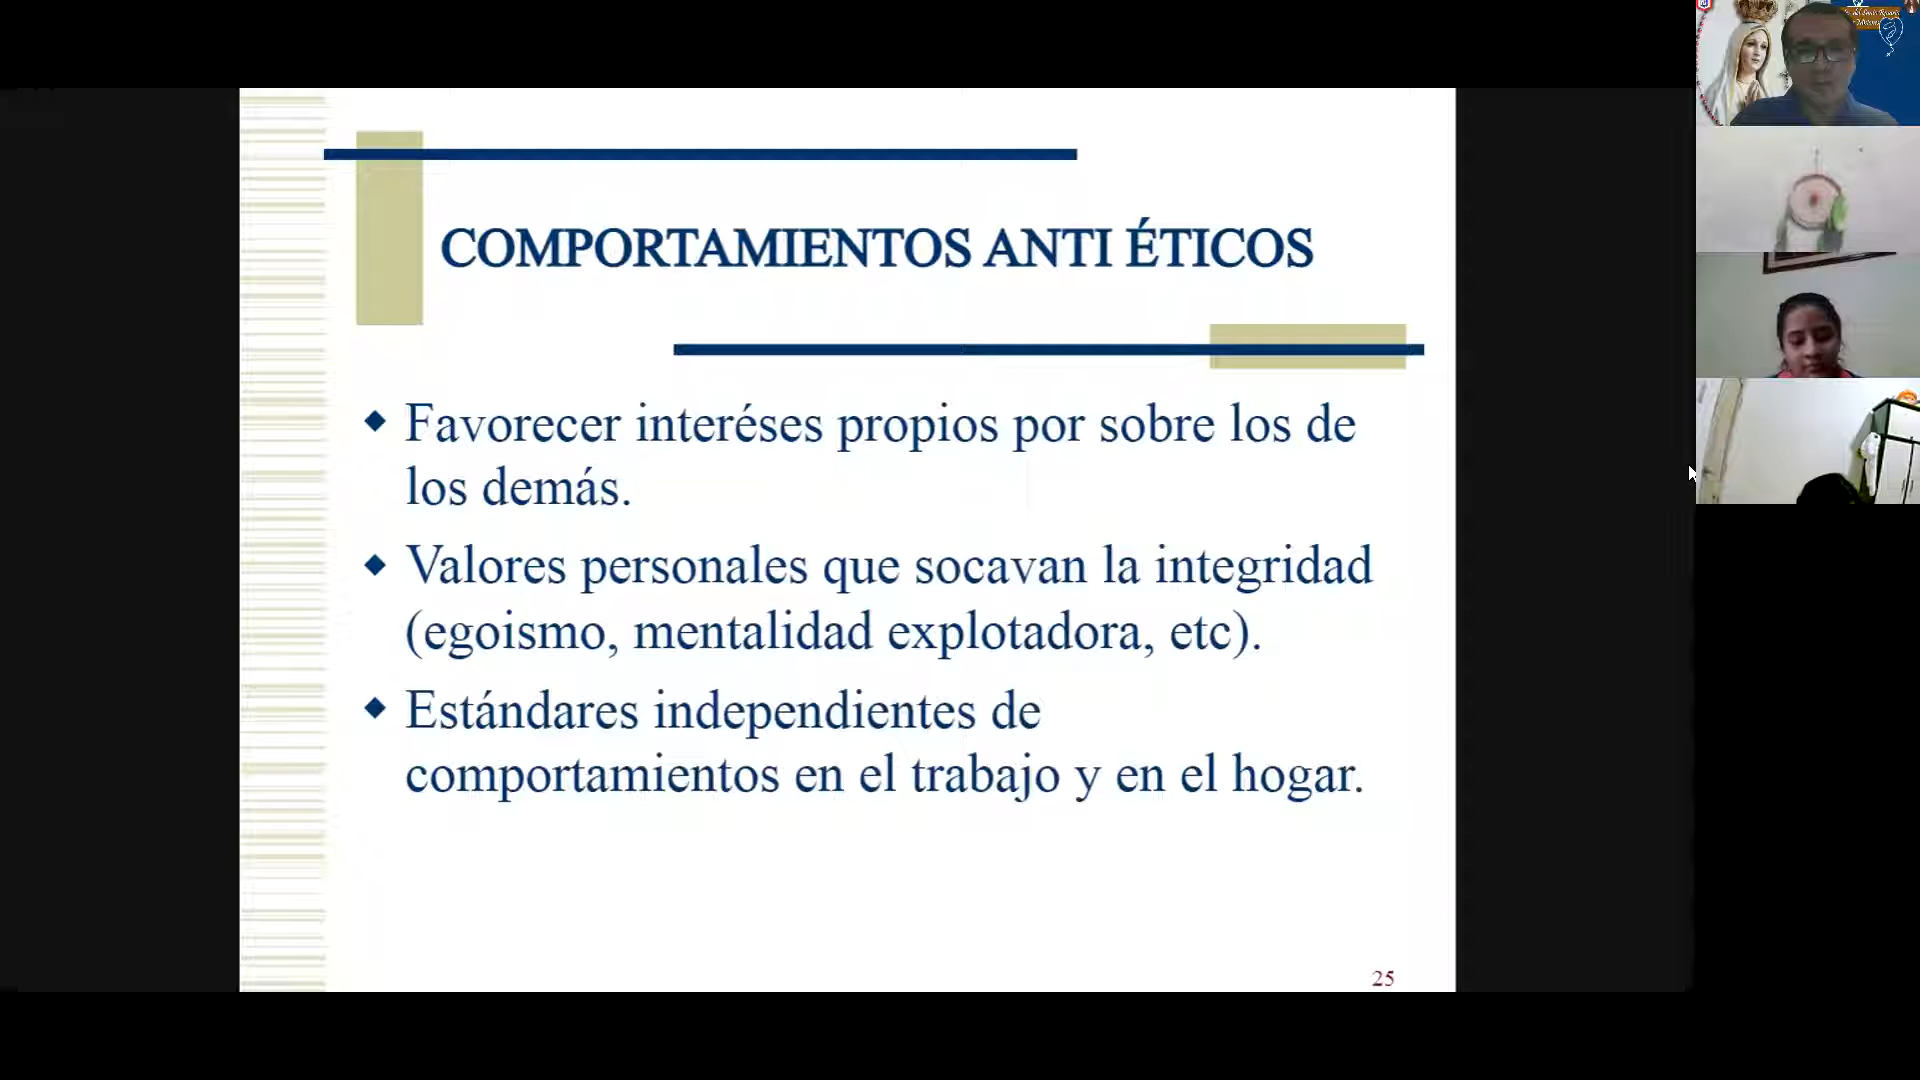 COMPORTAMIENTOS ANTI ÉTICOS
Favorecer interéses propios por sobre los de
los demás.
Valores personales que socavan la integridad
(egoismo, mentalidad explotadora, etc).
Estándares independientes de
comportamientos en el trabajo y en el hogar.
25